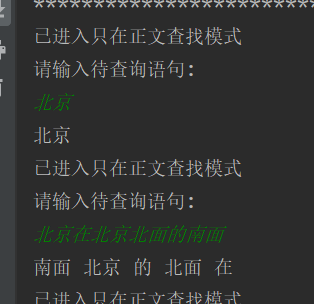 ************************
已进入只在正文查找模式
请输入待查询语句:
北京
北京
已进入只在正文查找模式
请输入待查询语句:
北京在北京北面的南面
南面 北京 的 北面 在
已进入只在正文查找模式